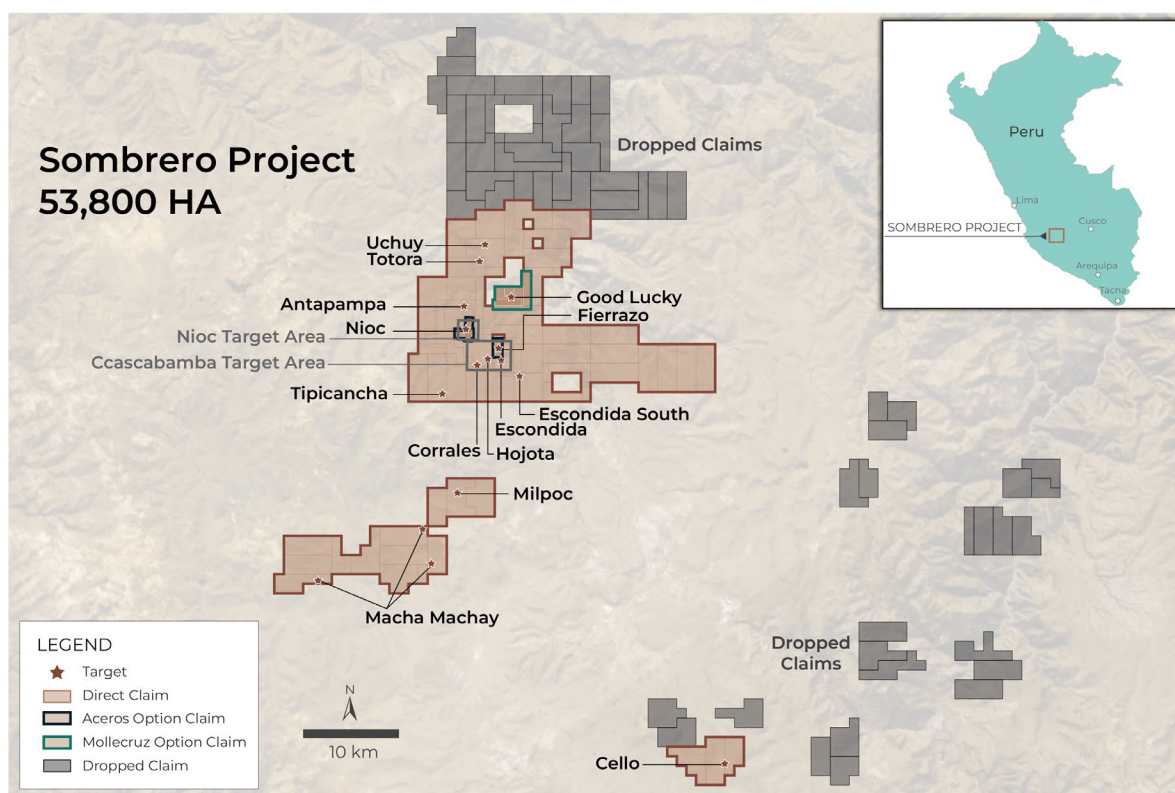 Sombrero Project
53,800 HA
Dropped Claims
Peru
Lima
Cusco
SOMBRERO PROJECT
Arequipa
Tacna
Uchuy
Totora
Antapampa
Good Lucky
Nioc
Fierrazo
Nioc Target Area
Ccascabamba Target Area
Tipicancha
Escondida South
Escondida
Corrales
Hojota
Milpoc
Macha Machay
Dropped
Claims
Cello
LEGEND
Target
Direct Claim
Aceros Option Claim
Mollecruz Option Claim
Dropped Claim
N
10 km